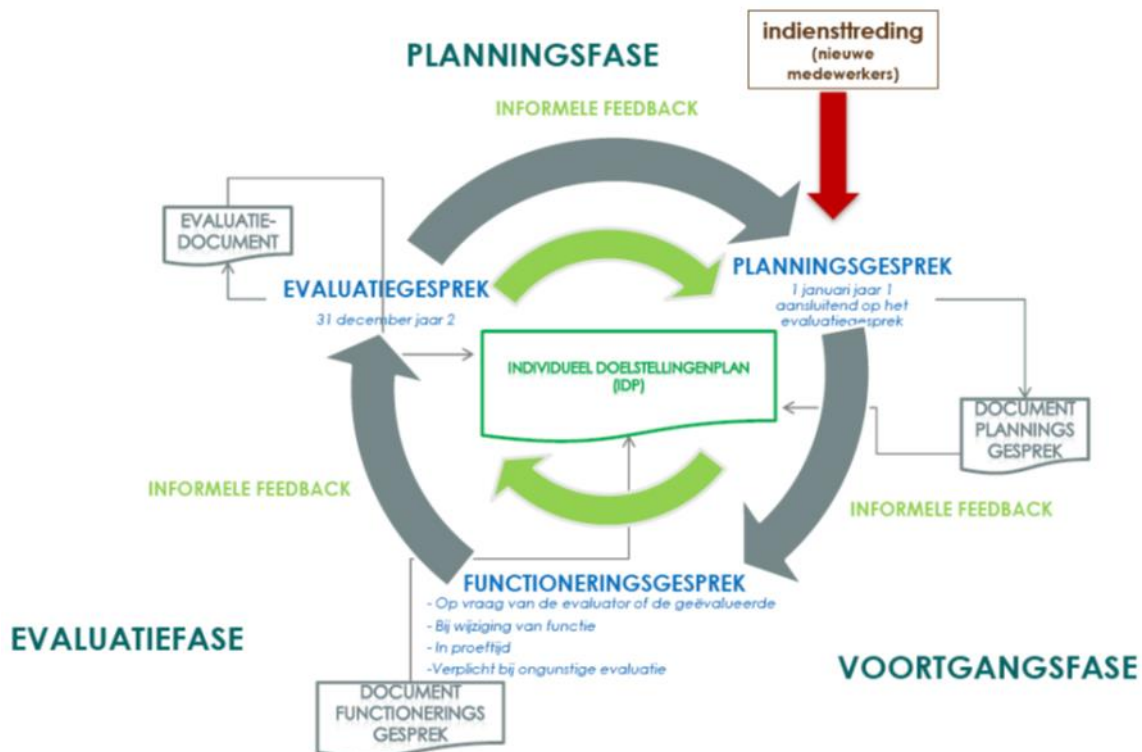 indiensttreding
(nieuwe
medewerkers)
PLANNINGSFASE
INFORMELE FEEDBACK
EVALUATIE-
DOCUMENT
EVALUATIEGESPREK
31 december jaar 2
PLANNINGSGESPREK
1 januari jaar 1
aansluitend op het
evaluatiegesprek
INDIVIDUEEL DOELSTELLINGENPLAN
(IDP)
DOCUMENT
PLANNINGS
GESPREK
INFORMELE FEEDBACK
INFORMELE FEEDBACK
FUNCTIONERINGSGESPREK
- Op vraag van de evaluator of de geëvalueerde
- Bij wijziging van functie
- In proeftijd
-Verplicht bij ongunstige evaluatie
EVALUATIEFASE
VOORTGANGSFASE
DOCUMENT
FUNCTIONERINGS
GESPREK